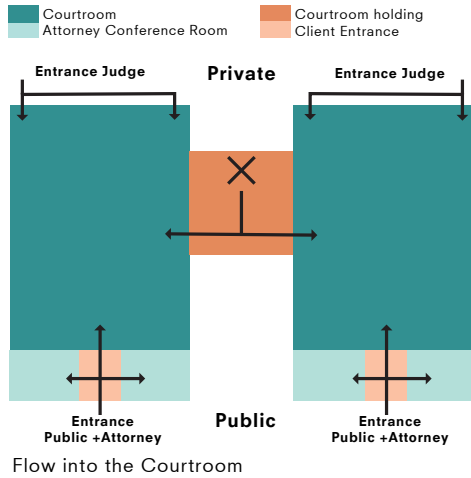 Courtroom
Attorney Conference Room
Courtroom holding
Client Entrance
Entrance Judge
Private
Entrance Judge
Entrance
Public +Attorney
Public
Entrance
Public +Attorney
Flow into the Courtroom